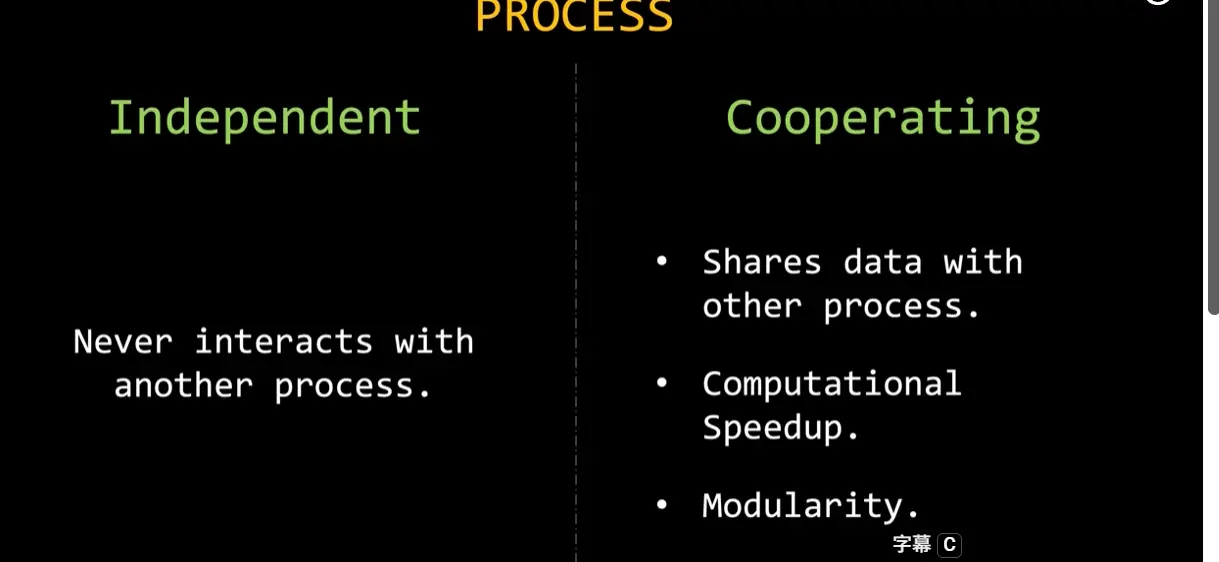 PROCESS
Independent
Cooperating
Never interacts with
another process.
• Shares data with
other process.
• Computational
Speedup.
• Modularity.
字幕 C